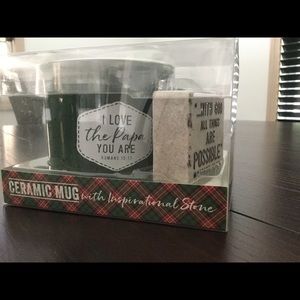 I LOVE
the Papa
YOU ARE
ROMANS 15:13
"WITH GOD
ALL THINGS
ARE
POSSIBLE"
CERAMIC MUG
with Inspirational Stone